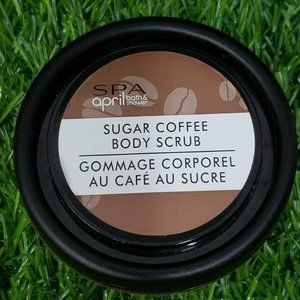 SPA
april bath &
shower
SUGAR COFFEE
BODY SCRUB
GOMMAGE CORPOREL
AU CAFÉ AU SUCRE